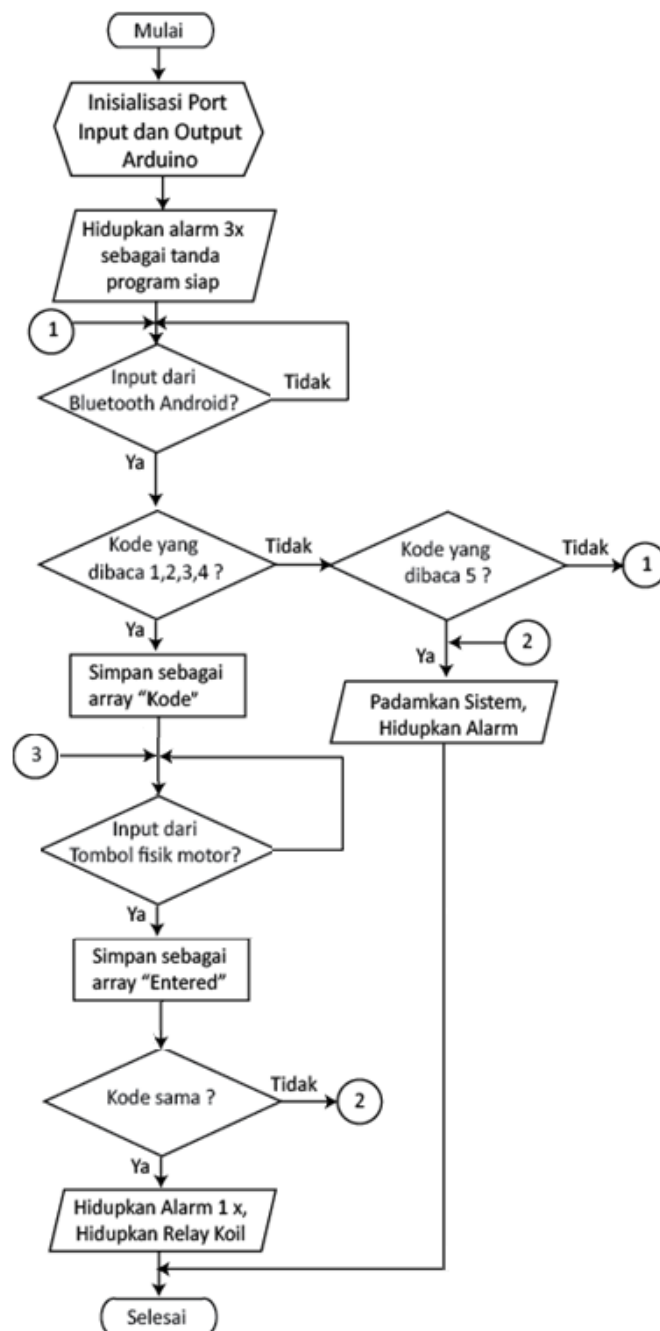 Mulai
Inisialisasi Port
Input dan Output
Arduino
Hidupkan alarm 3x
sebagai tanda
program siap
1
Input dari
Bluetooth Android?
Tidak
Ya
Kode yang
dibaca 1,2,3,4 ?
Tidak
Kode yang
dibaca 5 ?
Tidak
1
Ya
2
Ya
Simpan sebagai
array “Kode”
Padamkan Sistem,
Hidupkan Alarm
3
Input dari
Tombol fisik motor?
Ya
Simpan sebagai
array “Entered”
Kode sama ?
Tidak
2
Ya
Hidupkan Alarm 1 x,
Hidupkan Relay Koil
Selesai